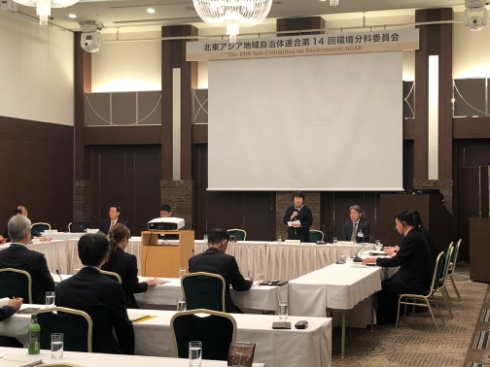 北東アジア地域自治体連合第14回環境分科委員会
The 14th Sub-Committee on Environment, NEAR